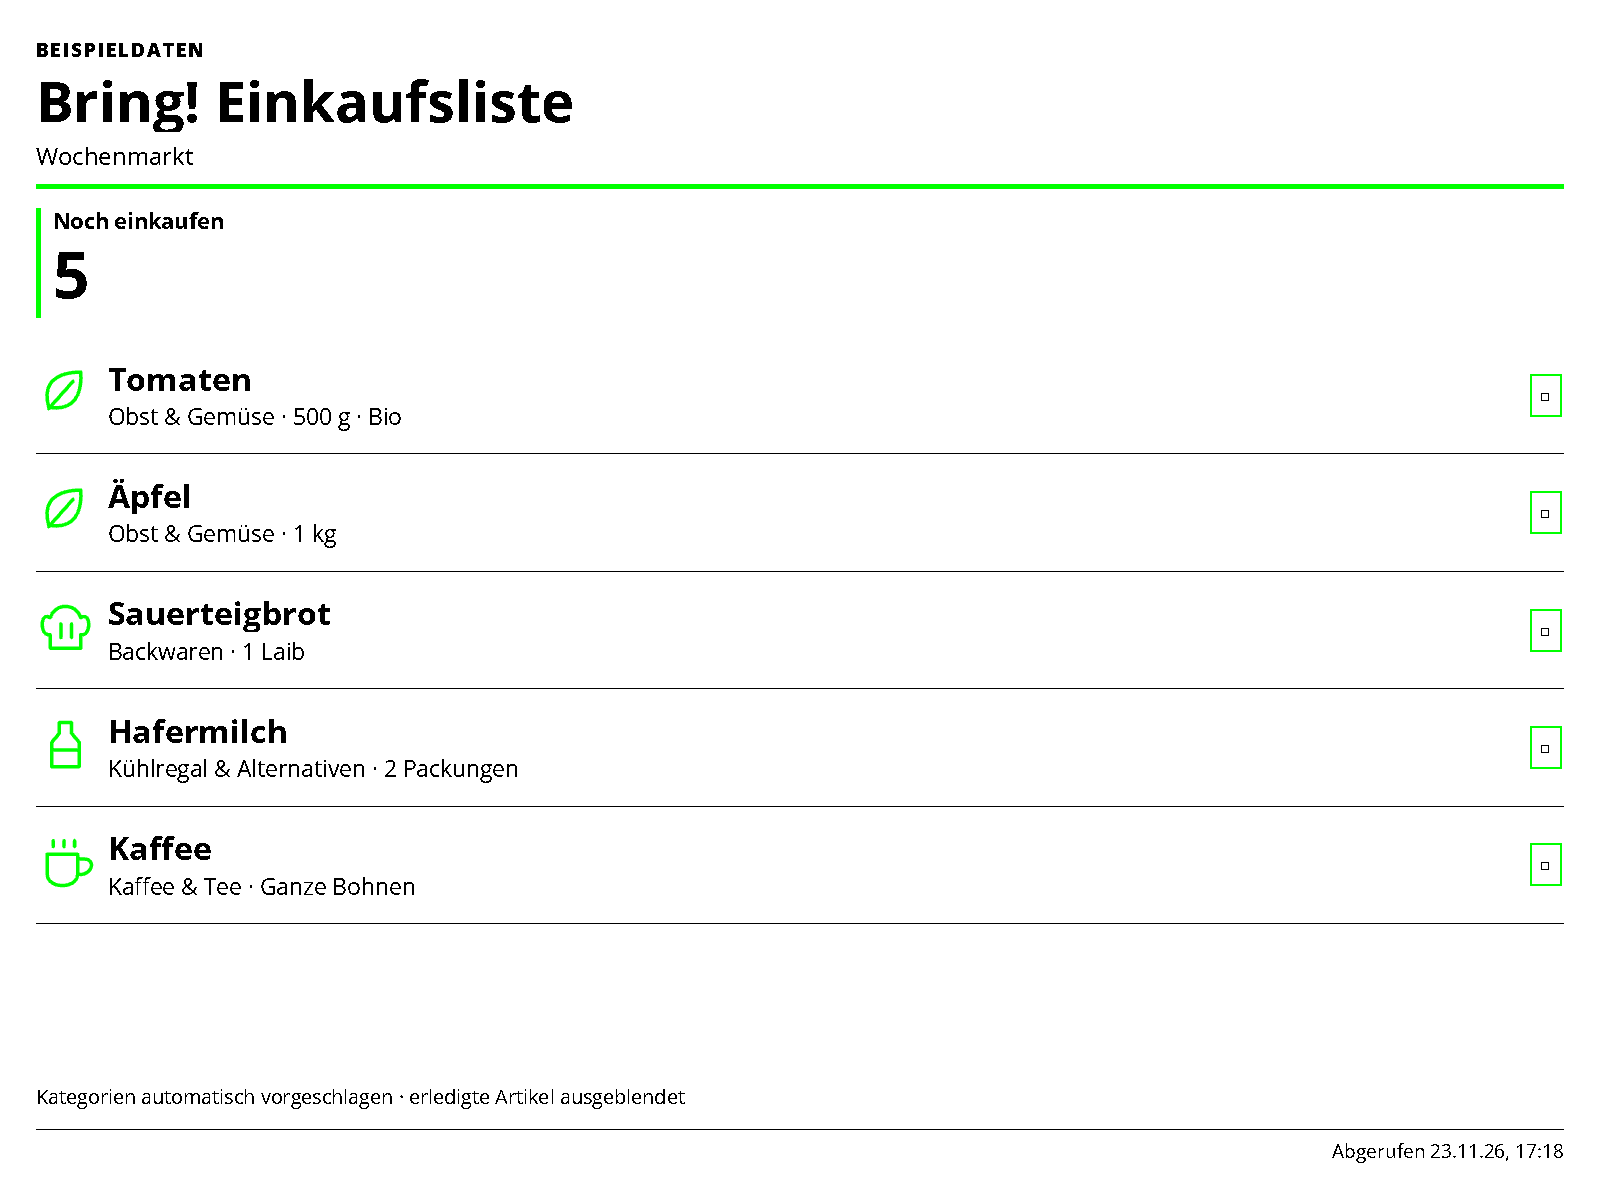 BEISPIELDATEN
Bring! Einkaufsliste
Wochenmarkt
Noch einkaufen
5
Tomaten
Obst & Gemüse · 500 g · Bio
Äpfel
Obst & Gemüse · 1 kg
Sauerteigbrot
Backwaren · 1 Laib
Hafermilch
Kühlregal & Alternativen · 2 Packungen
Kaffee
Kaffee & Tee · Ganze Bohnen
Kategorien automatisch vorgeschlagen · erledigte Artikel ausgeblendet
Abgerufen 23.11.26, 17:18